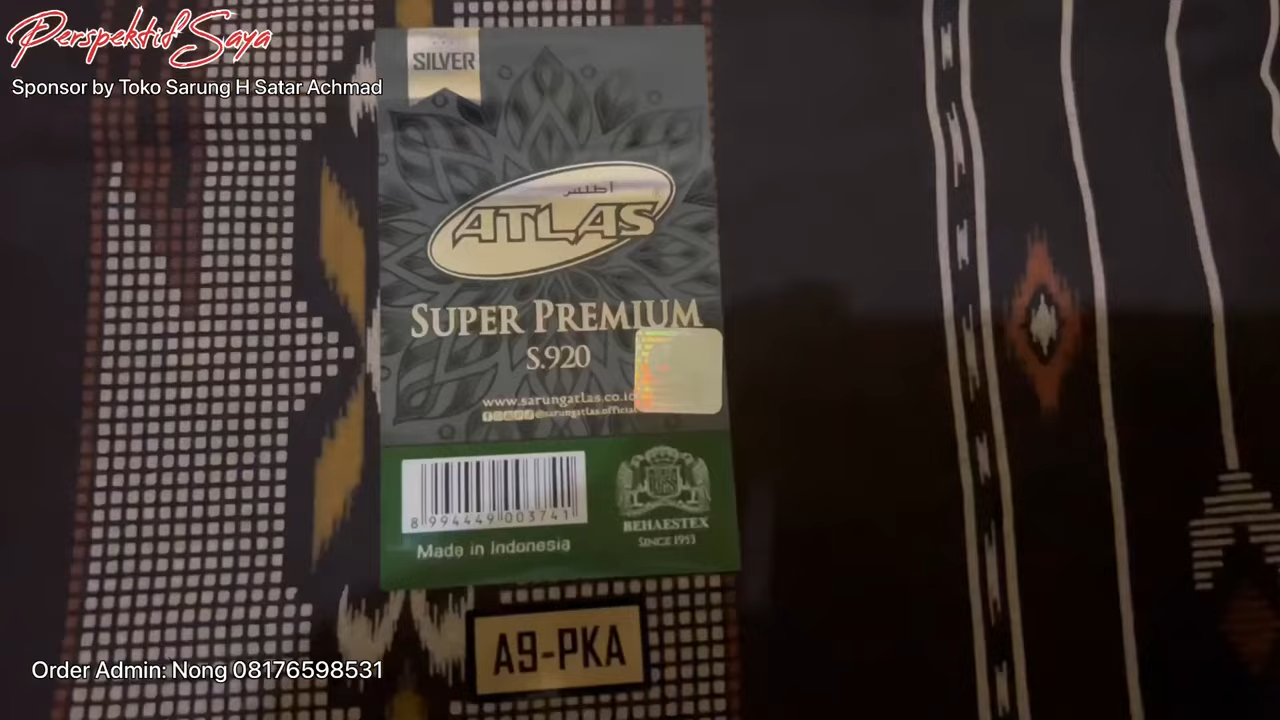 Perspektif Saya
Sponsor by Toko Sarung H Satar Achmad
SILVER
أطلس
ATLAS
SUPER PREMIUM
S.920
www.sarungatlas.co.id
@sarungatlas.official
8 994449 003741
Made in Indonesia
BEHAESTEX
SINCE 1953
A9-PKA
Order Admin: Nong 08176598531